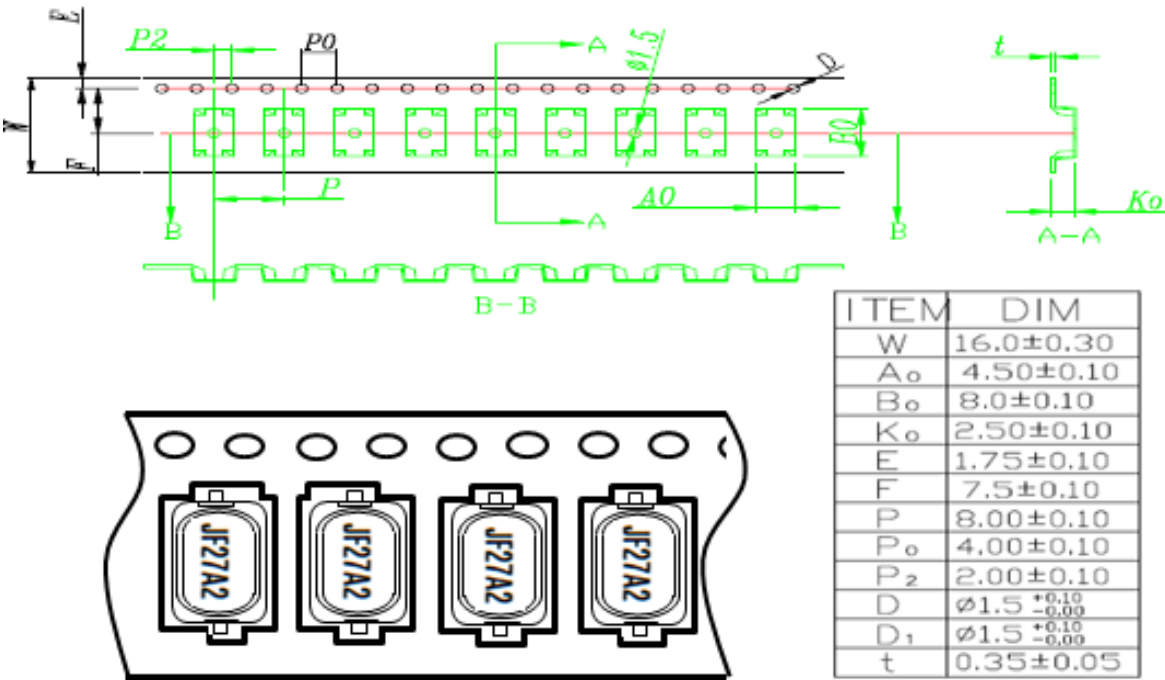 E
P2
P0
A
ø1.5
D
t
W
F
B0
P
A0
A
Ko
B
B
A-A
B-B
ITEM DIM
W 16.0±0.30
Ao 4.50±0.10
Bo 8.0±0.10
Ko 2.50±0.10
E 1.75±0.10
F 7.5±0.10
P 8.00±0.10
Po 4.00±0.10
P2 2.00±0.10
D ø1.5 +0.10 -0.00
D1 ø1.5 +0.10 -0.00
t 0.35±0.05
JF27A2
JF27A2
JF27A2
JF27A2